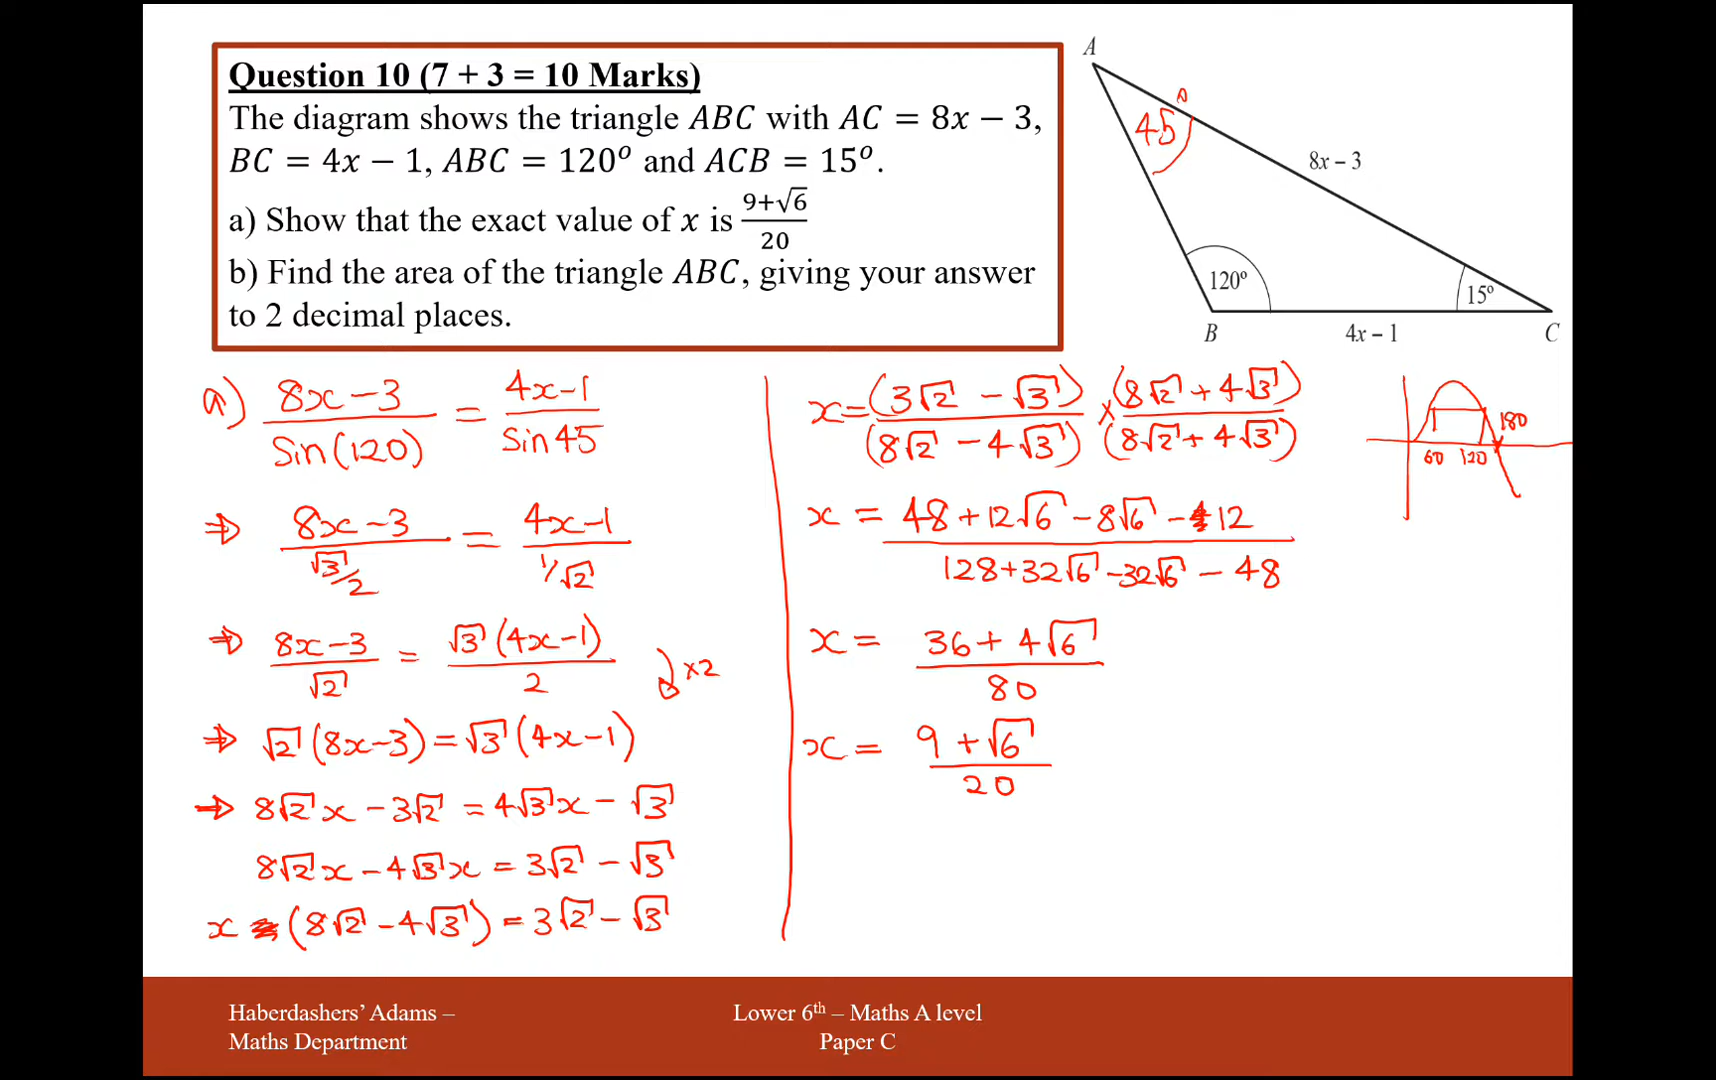 Question 10 (7 + 3 = 10 Marks)
The diagram shows the triangle ABC with AC = 8x − 3,
BC = 4x − 1, ABC = 120° and ACB = 15°.
a) Show that the exact value of x is (9+√6)/20
b) Find the area of the triangle ABC, giving your answer
to 2 decimal places.
A
45°
8x – 3
120°
15°
B
4x – 1
C
a) (8x−3)/Sin(120) = (4x−1)/Sin 45
⇒ (8x−3)/(√3/2) = (4x−1)/(1/√2)
⇒ (8x−3)/√2 = √3(4x−1)/2 ×2
⇒ √2(8x−3) = √3(4x−1)
⇒ 8√2x − 3√2 = 4√3x − √3
8√2x − 4√3x = 3√2 − √3
x(8√2 − 4√3) = 3√2 − √3
x = (3√2 − √3)/(8√2 − 4√3) × (8√2 + 4√3)/(8√2 + 4√3)
x = (48 + 12√6 − 8√6 − 12)/(128 + 32√6 − 32√6 − 48)
x = (36 + 4√6)/80
x = (9 + √6)/20
180
60 120
Haberdashers' Adams –
Maths Department
Lower 6th – Maths A level
Paper C